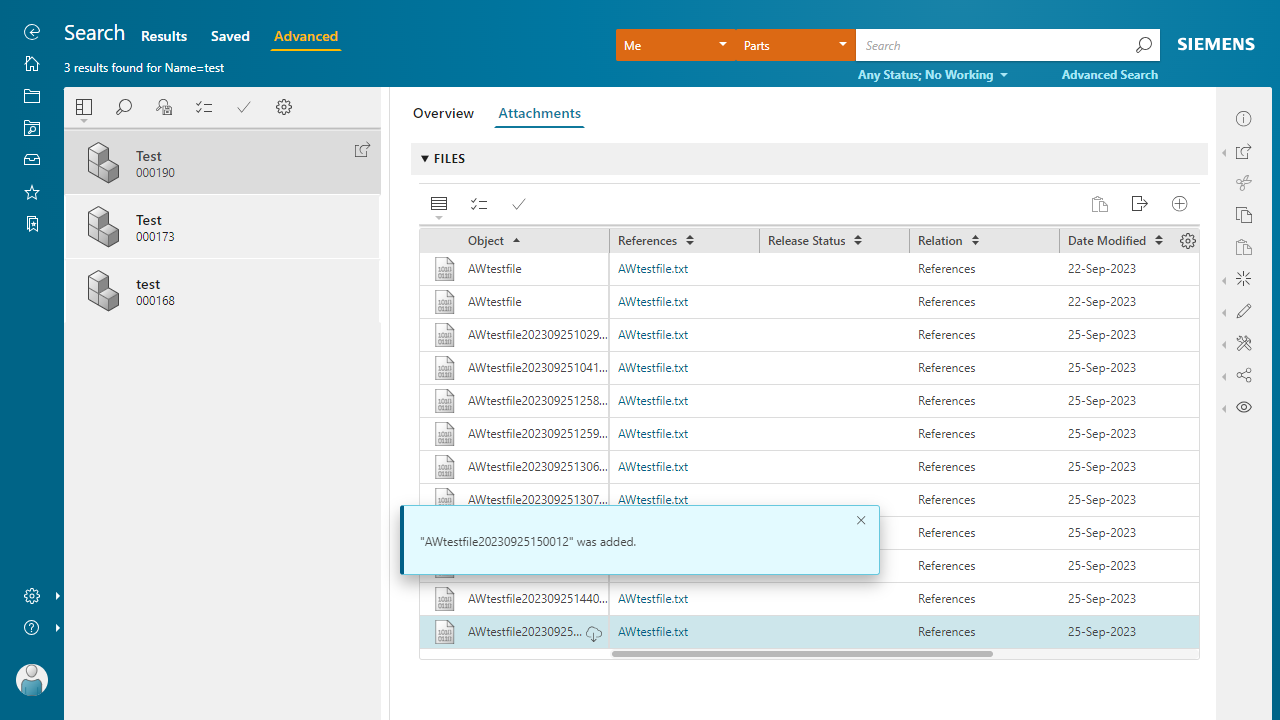 Search Results Saved Advanced
3 results found for Name=test
Me Parts Search SIEMENS
Any Status; No Working Advanced Search
Test
000190
Test
000173
test
000168
Overview Attachments
FILES
Object References Release Status Relation Date Modified
AWtestfile AWtestfile.txt References 22-Sep-2023
AWtestfile AWtestfile.txt References 22-Sep-2023
AWtestfile202309251029... AWtestfile.txt References 25-Sep-2023
AWtestfile202309251041... AWtestfile.txt References 25-Sep-2023
AWtestfile202309251258... AWtestfile.txt References 25-Sep-2023
AWtestfile202309251259... AWtestfile.txt References 25-Sep-2023
AWtestfile202309251306... AWtestfile.txt References 25-Sep-2023
AWtestfile202309251307... AWtestfile.txt References 25-Sep-2023
References 25-Sep-2023
"AWtestfile20230925150012" was added.
References 25-Sep-2023
AWtestfile202309251440... AWtestfile.txt References 25-Sep-2023
AWtestfile20230925... AWtestfile.txt References 25-Sep-2023